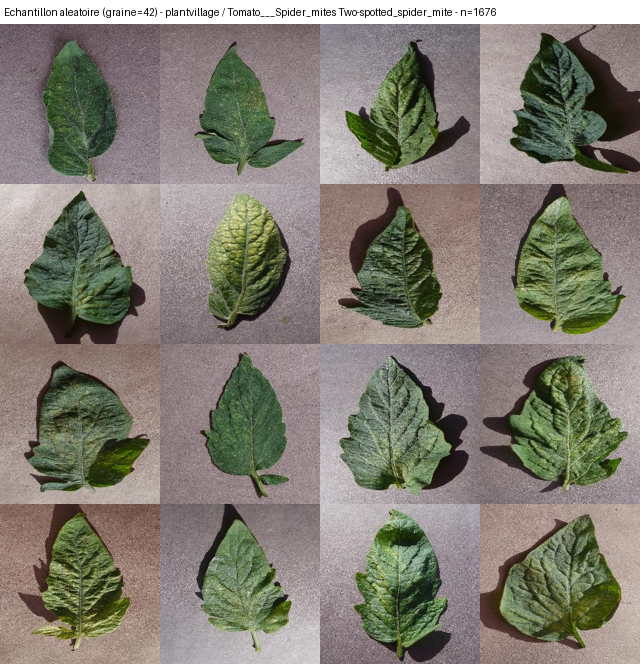 Echantillon aleatoire (graine=42) - plantvillage / Tomato___Spider_mites Two-spotted_spider_mite - n=1676